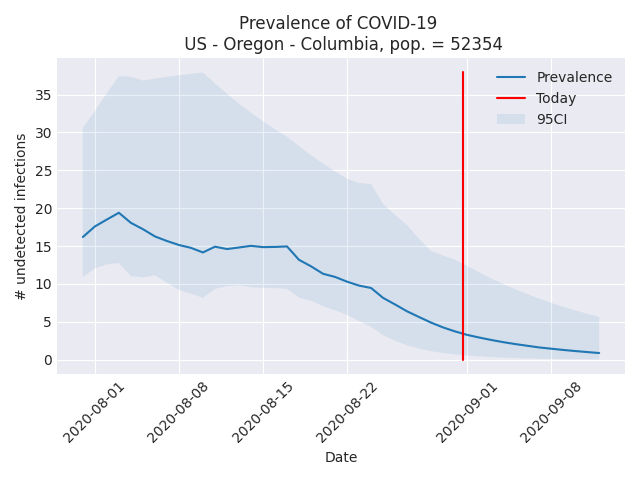 Prevalence of COVID-19
US - Oregon - Columbia, pop. = 52354
Prevalence
Today
95CI
# undetected infections
35
30
25
20
15
10
5
0
2020-08-01
2020-08-08
2020-08-15
2020-08-22
2020-09-01
2020-09-08
Date